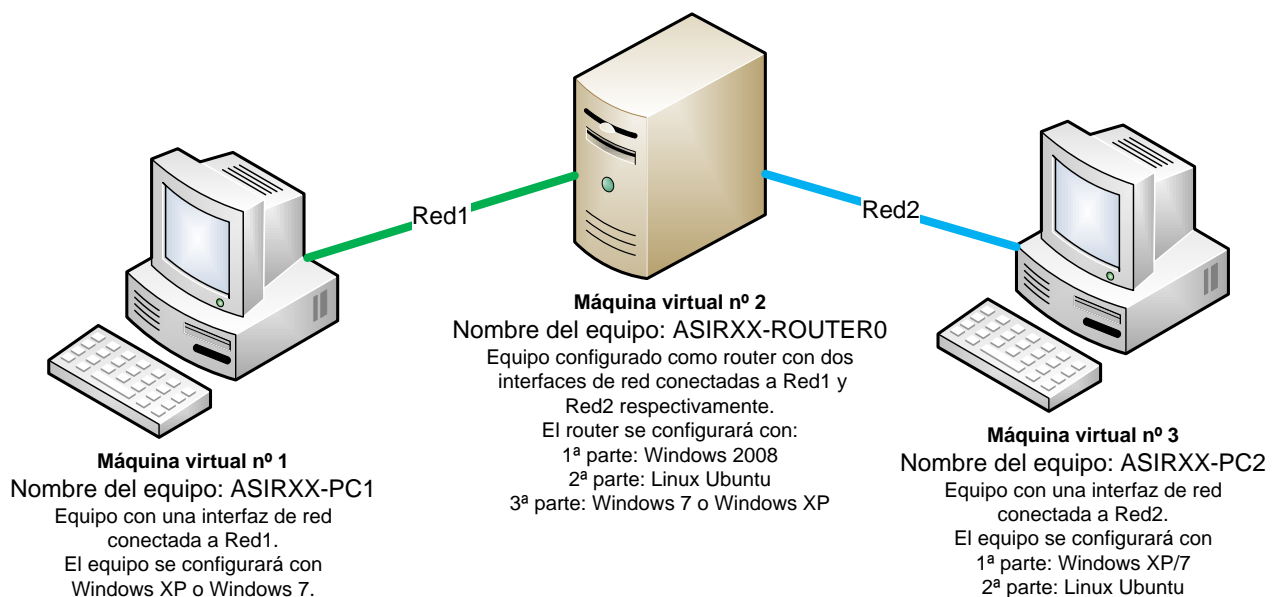 Red1
Red2
Máquina virtual nº 1
Nombre del equipo: ASIRXX-PC1
Equipo con una interfaz de red
conectada a Red1.
El equipo se configurará con
Windows XP o Windows 7.
Máquina virtual nº 2
Nombre del equipo: ASIRXX-ROUTER0
Equipo configurado como router con dos
interfaces de red conectadas a Red1 y
Red2 respectivamente.
El router se configurará con:
1ª parte: Windows 2008
2ª parte: Linux Ubuntu
3ª parte: Windows 7 o Windows XP
Máquina virtual nº 3
Nombre del equipo: ASIRXX-PC2
Equipo con una interfaz de red
conectada a Red2.
El equipo se configurará con
1ª parte: Windows XP/7
2ª parte: Linux Ubuntu